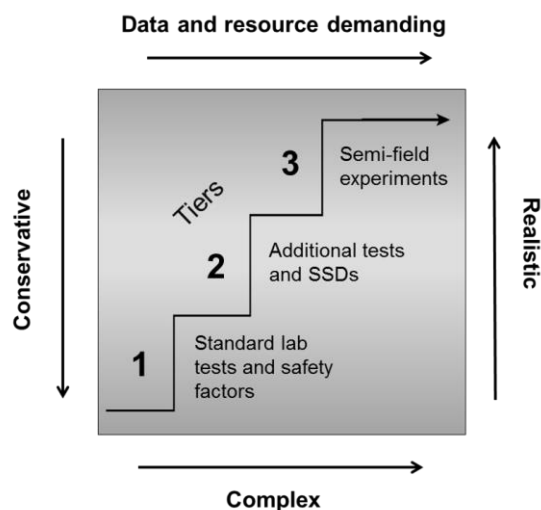 Data and resource demanding
Conservative
3
Semi-field
experiments
Tiers
2
Additional tests
and SSDs
1
Standard lab
tests and safety
factors
Realistic
Complex